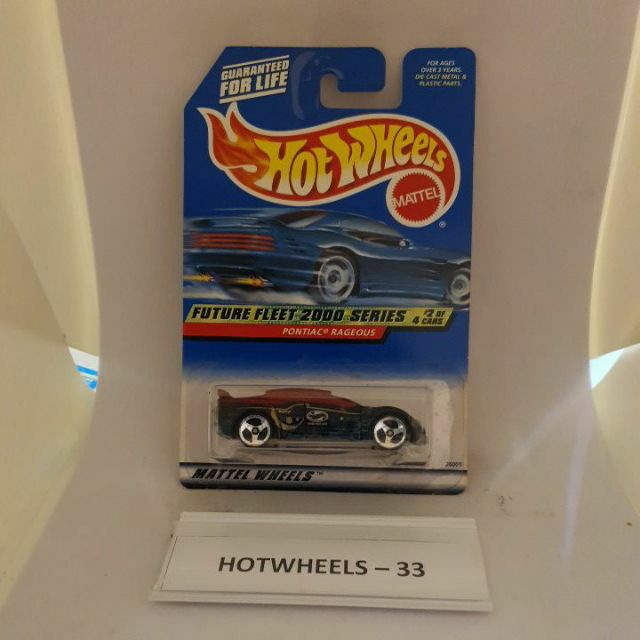 GUARANTEED
FOR LIFE
FOR AGES
OVER 3 YEARS.
DIE CAST METAL &
PLASTIC PARTS.
HOT WHEELS
MATTEL
®
FUTURE FLEET 2000 SERIES
#2 OF
4 CARS
PONTIAC® RAGEOUS
MATTEL WHEELS™
HOTWHEELS – 33